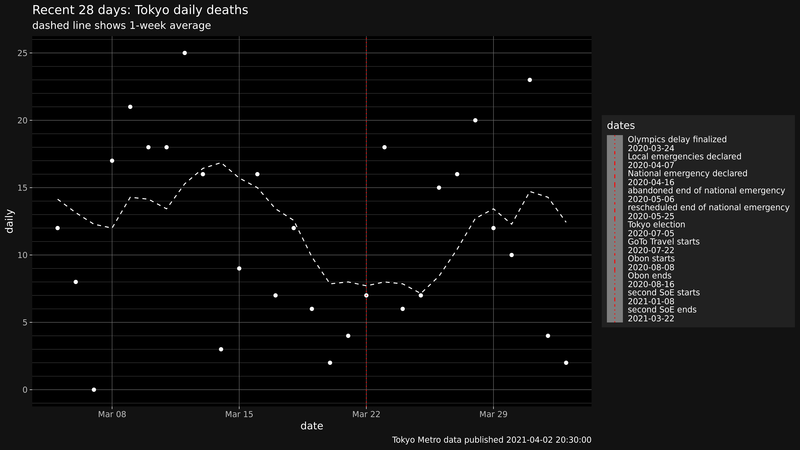 Recent 28 days: Tokyo daily deaths
dashed line shows 1-week average
25
20
15
10
5
0
daily
Mar 08
Mar 15
Mar 22
Mar 29
date
dates
Olympics delay finalized
2020-03-24
Local emergencies declared
2020-04-07
National emergency declared
2020-04-16
abandoned end of national emergency
2020-05-06
rescheduled end of national emergency
2020-05-25
Tokyo election
2020-07-05
GoTo Travel starts
2020-07-22
Obon starts
2020-08-08
Obon ends
2020-08-16
second SoE starts
2021-01-08
second SoE ends
2021-03-22
Tokyo Metro data published 2021-04-02 20:30:00